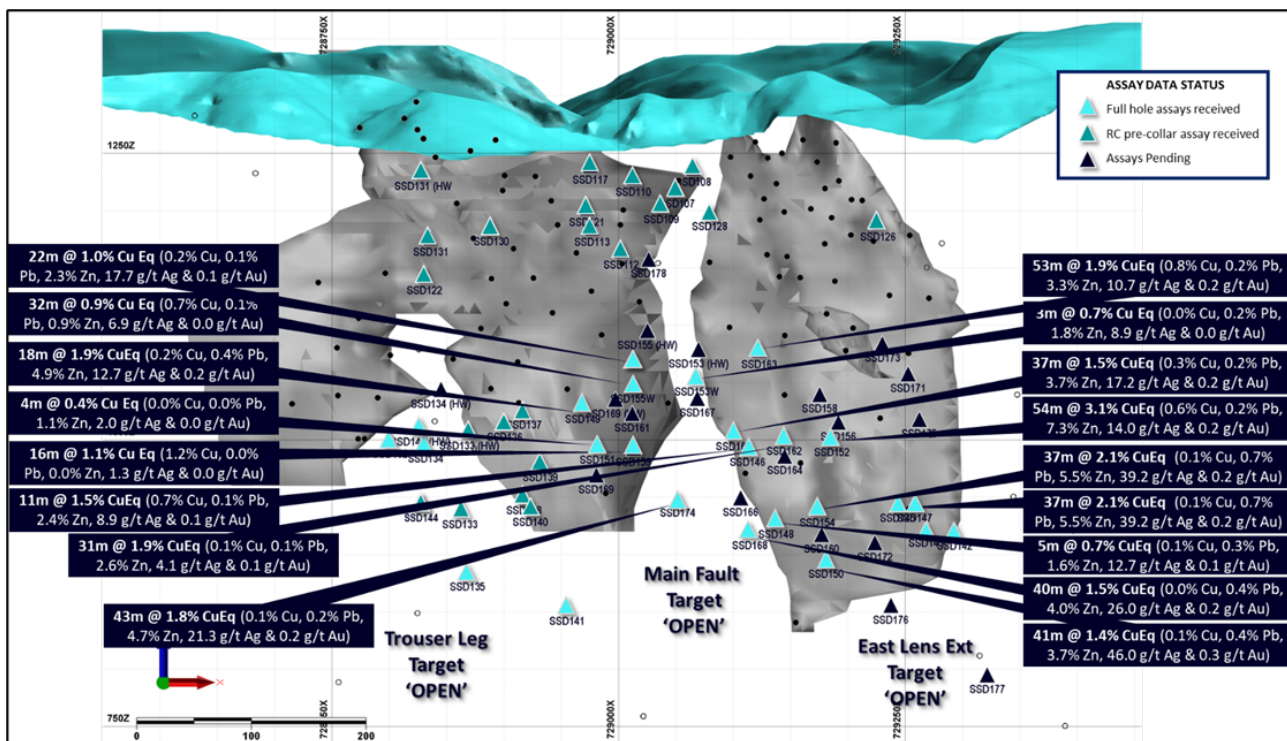 728750X
729000X
729250X
ASSAY DATA STATUS
Full hole assays received
RC pre-collar assay received
Assays Pending
1250Z
SSD131 (HW
SSD117
SSD110
SSD108
SSD107
SSD109
SSD128
SSD126
SSD130
SSD131
SSD113
SSD112
SSD178
SSD122
22m @ 1.0% Cu Eq (0.2% Cu, 0.1%
Pb, 2.3% Zn, 17.7 g/t Ag & 0.1 g/t Au)
32m @ 0.9% Cu Eq (0.7% Cu, 0.1%
Pb, 0.9% Zn, 6.9 g/t Ag & 0.0 g/t Au)
18m @ 1.9% CuEq (0.2% Cu, 0.4% Pb,
4.9% Zn, 12.7 g/t Ag & 0.2 g/t Au)
4m @ 0.4% Cu Eq (0.0% Cu, 0.0% Pb,
1.1% Zn, 2.0 g/t Ag & 0.0 g/t Au)
16m @ 1.1% CuEq (1.2% Cu, 0.0%
Pb, 0.0% Zn, 1.3 g/t Ag & 0.0 g/t Au)
11m @ 1.5% CuEq (0.7% Cu, 0.1% Pb,
2.4% Zn, 8.9 g/t Ag & 0.1 g/t Au)
31m @ 1.9% CuEq (0.1% Cu, 0.1% Pb,
2.6% Zn, 4.1 g/t Ag & 0.1 g/t Au)
43m @ 1.8% CuEq (0.1% Cu, 0.2% Pb,
4.7% Zn, 21.3 g/t Ag & 0.2 g/t Au)
53m @ 1.9% CuEq (0.8% Cu, 0.2% Pb,
3.3% Zn, 10.7 g/t Ag & 0.2 g/t Au)
3m @ 0.7% CuEq (0.0% Cu, 0.2% Pb,
1.8% Zn, 8.9 g/t Ag & 0.0 g/t Au)
37m @ 1.5% CuEq (0.3% Cu, 0.2% Pb,
3.7% Zn, 17.2 g/t Ag & 0.2 g/t Au)
54m @ 3.1% CuEq (0.6% Cu, 0.2% Pb,
7.3% Zn, 14.0 g/t Ag & 0.2 g/t Au)
37m @ 2.1% CuEq (0.1% Cu, 0.7%
Pb, 5.5% Zn, 39.2 g/t Ag & 0.2 g/t Au)
37m @ 2.1% CuEq (0.1% Cu, 0.7%
Pb, 5.5% Zn, 39.2 g/t Ag & 0.2 g/t Au)
5m @ 0.7% CuEq (0.1% Cu, 0.3% Pb,
1.6% Zn, 12.7 g/t Ag & 0.1 g/t Au)
40m @ 1.5% CuEq (0.0% Cu, 0.4% Pb,
4.0% Zn, 26.0 g/t Ag & 0.2 g/t Au)
41m @ 1.4% CuEq (0.1% Cu, 0.4% Pb,
3.7% Zn, 46.0 g/t Ag & 0.3 g/t Au)
SSD155 (HW)
SSD153 (HW)
SSD163
SSD173
SSD134 (HW)
SSD155W
SSD153W
SSD171
SSD149
SSD161
SSD167
SSD158
SSD137
SSD156
SSD134
SSD151
SSD146
SSD162
SSD152
SSD164
SSD139
SSD169
SSD144
SSD133
SSD140
SSD174
SSD166
SSD148
SSD154
SSD168
SSD160
SSD172
SSD150
SSD135
SSD141
SSD176
SSD177
Main Fault
Target
'OPEN'
Trouser Leg
Target
'OPEN'
East Lens Ext
Target
'OPEN'
750Z
728750X
729000X
729250X
0
100
200